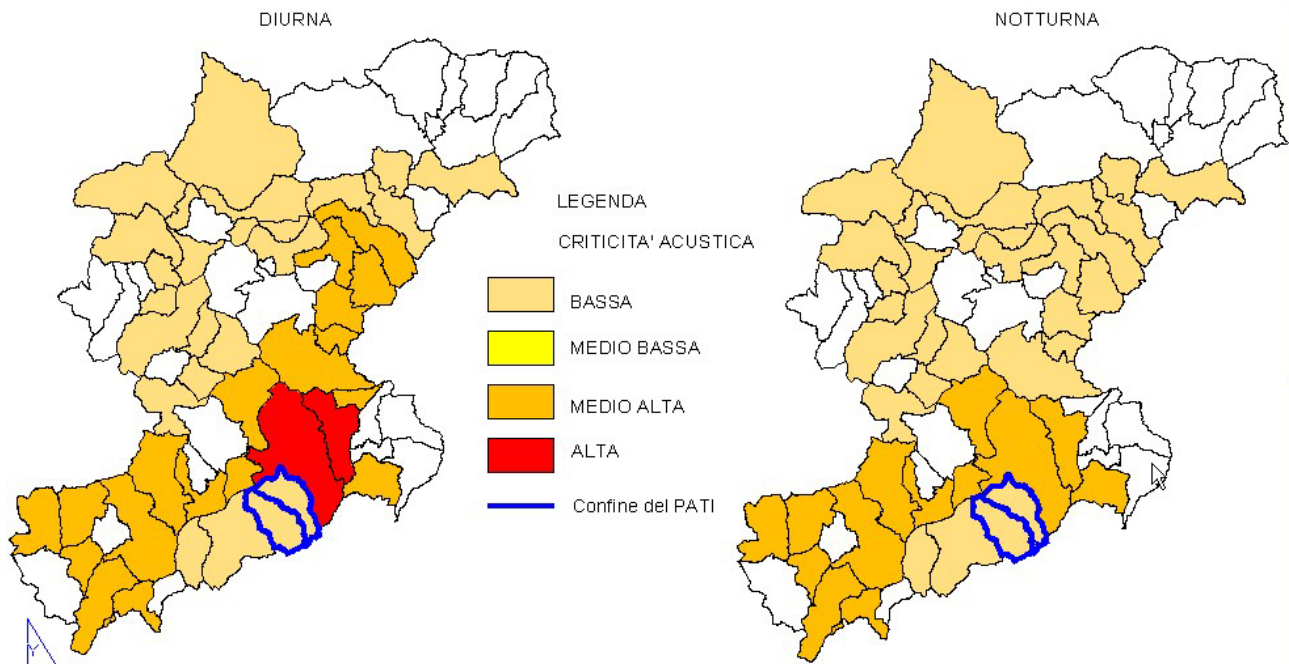 DIURNA
NOTTURNA
LEGENDA
CRITICITA' ACUSTICA
BASSA
MEDIO BASSA
MEDIO ALTA
ALTA
Confine del PATI
Y